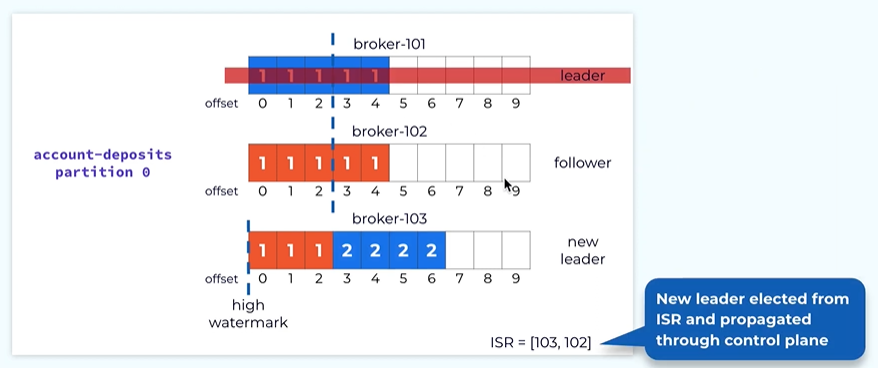 broker-101
1 1 1 1 1
leader
offset 0 1 2 3 4 5 6 7 8 9
broker-102
account-deposits
partition 0
1 1 1 1 1
follower
offset 0 1 2 3 4 5 6 7 8 9
broker-103
1 1 1 2 2 2 2
new
leader
offset 0 1 2 3 4 5 6 7 8 9
high
watermark
ISR = [103, 102]
New leader elected from
ISR and propagated
through control plane